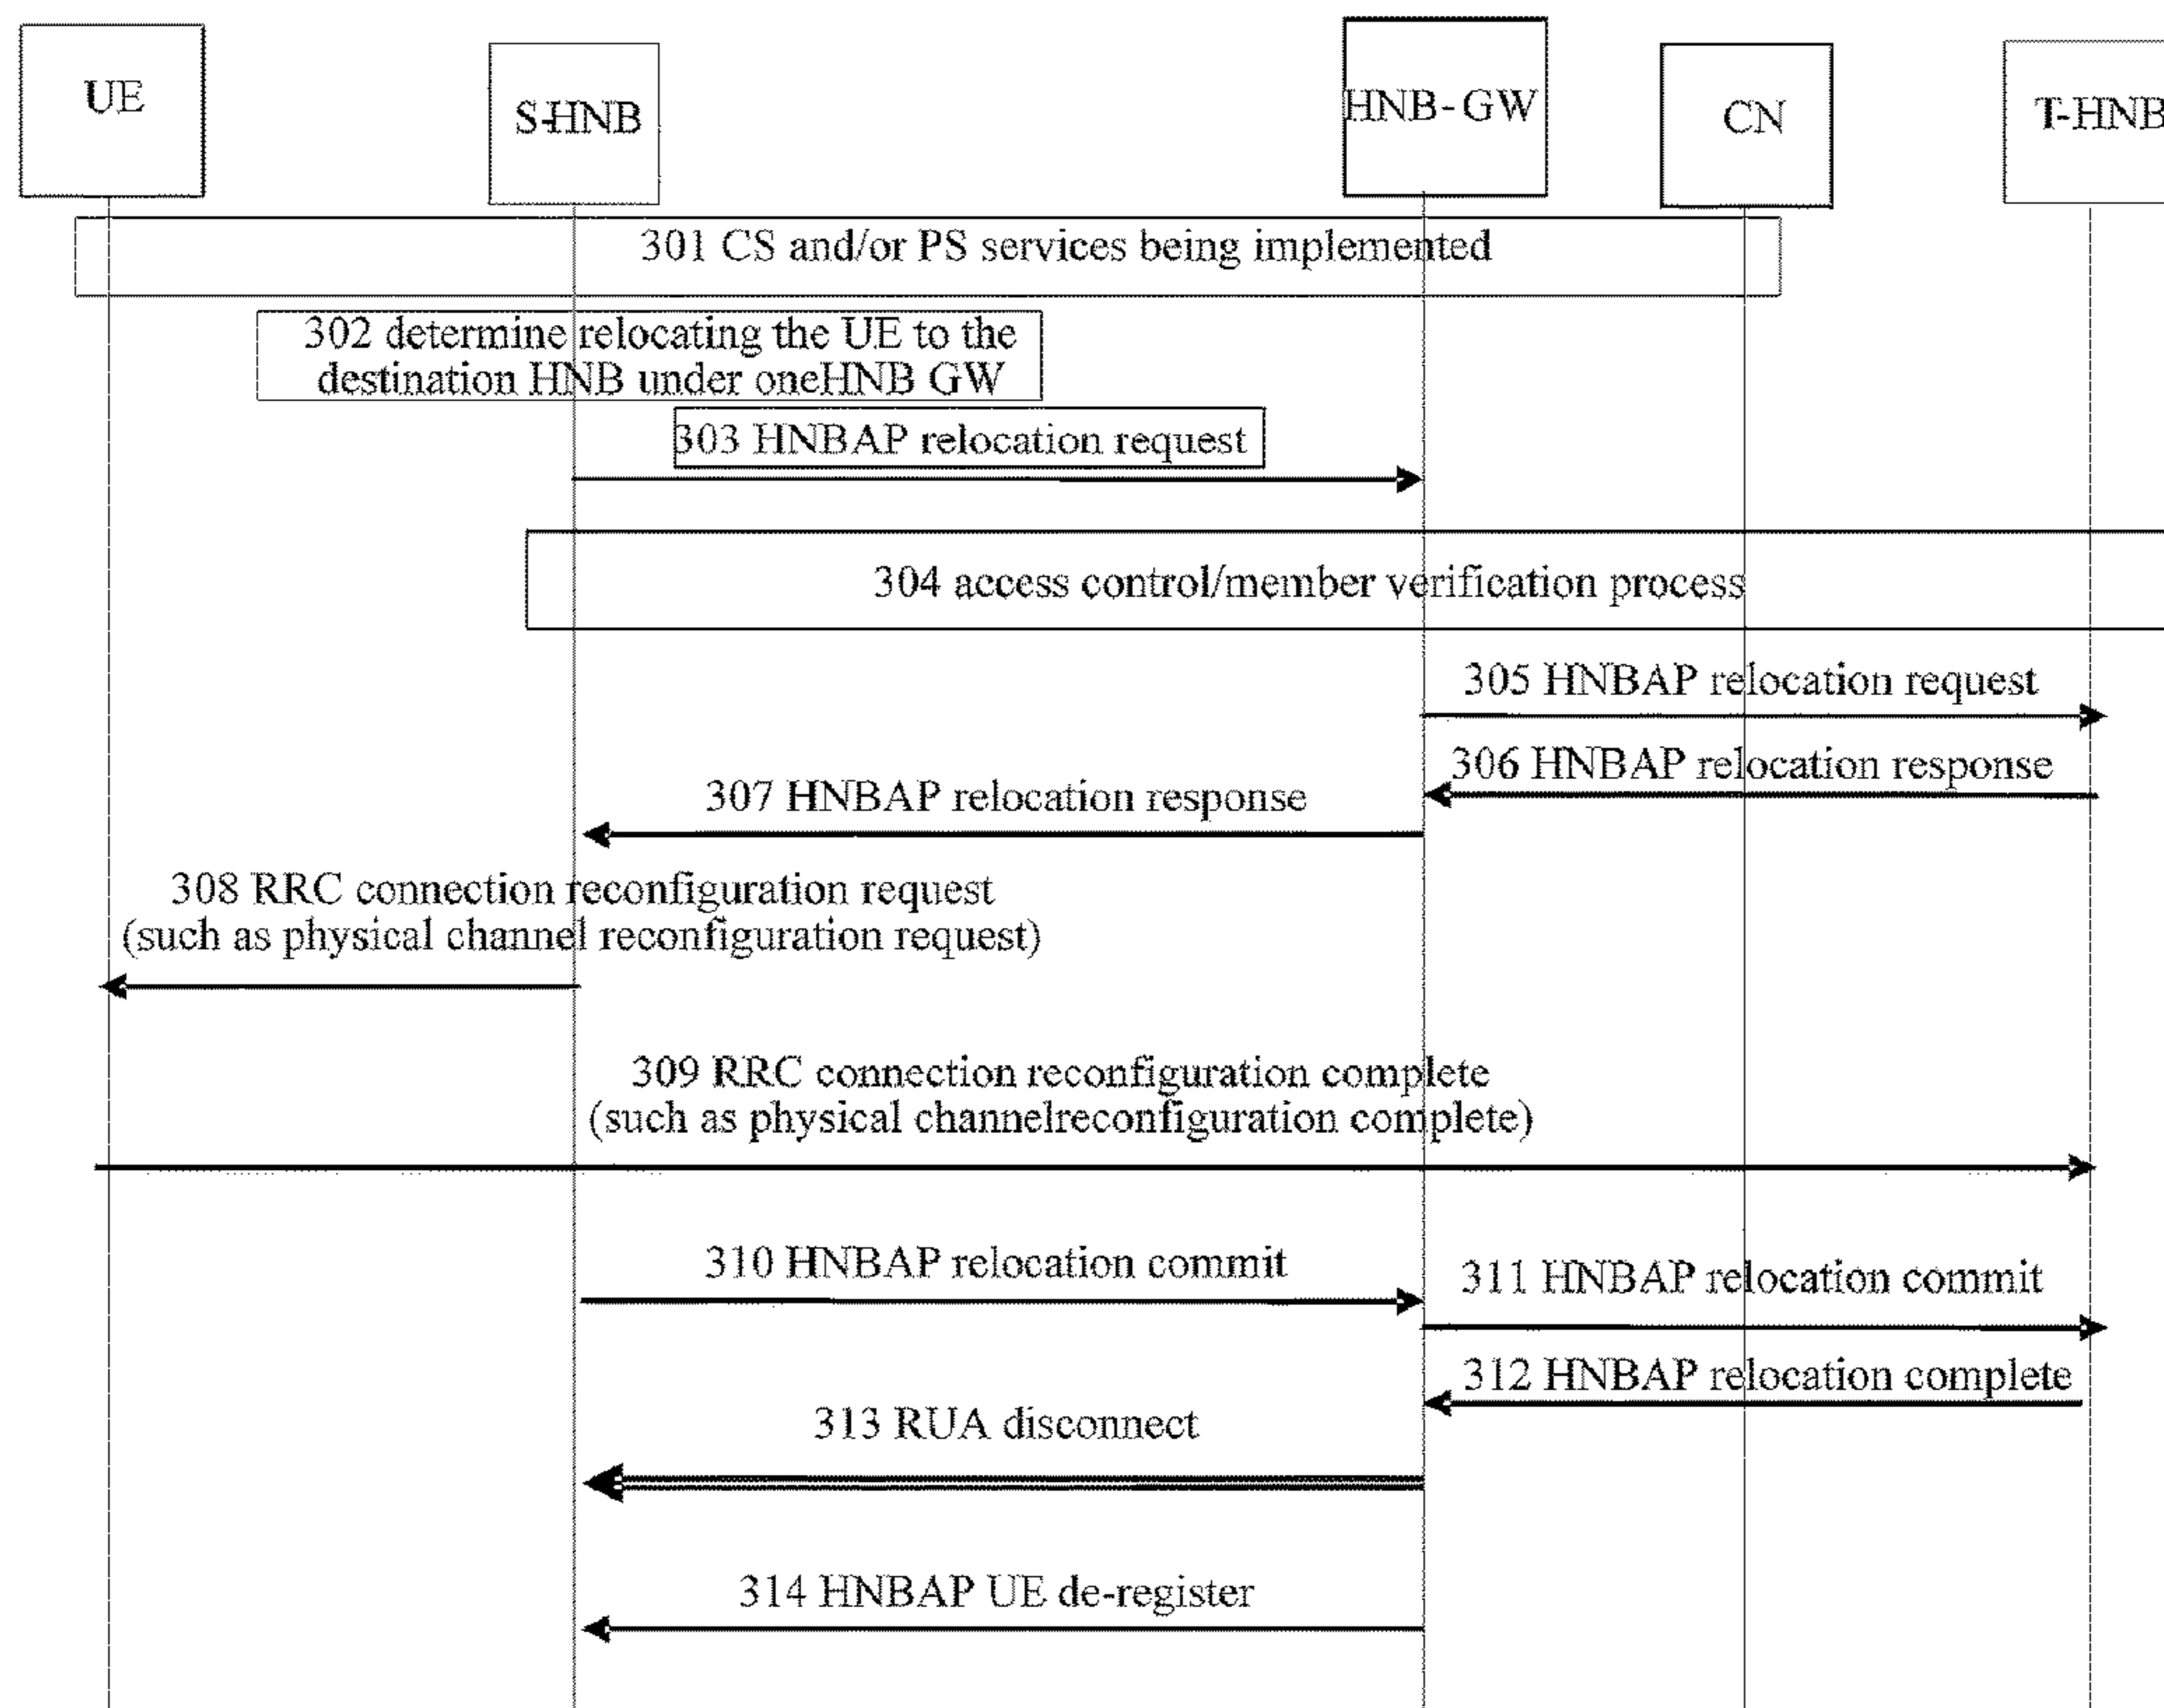 UE
S-HNB
HNB-GW
CN
T-HNB
301 CS and/or PS services being implemented
302 determine relocating the UE to the
destination HNB under oneHNB GW
303 HNBAP relocation request
304 access control/member verification process
305 HNBAP relocation request
306 HNBAP relocation response
307 HNBAP relocation response
308 RRC connection reconfiguration request
(such as physical channel reconfiguration request)
309 RRC connection reconfiguration complete
(such as physical channelreconfiguration complete)
310 HNBAP relocation commit
311 HNBAP relocation commit
312 HNBAP relocation complete
313 RUA disconnect
314 HNBAP UE de-register